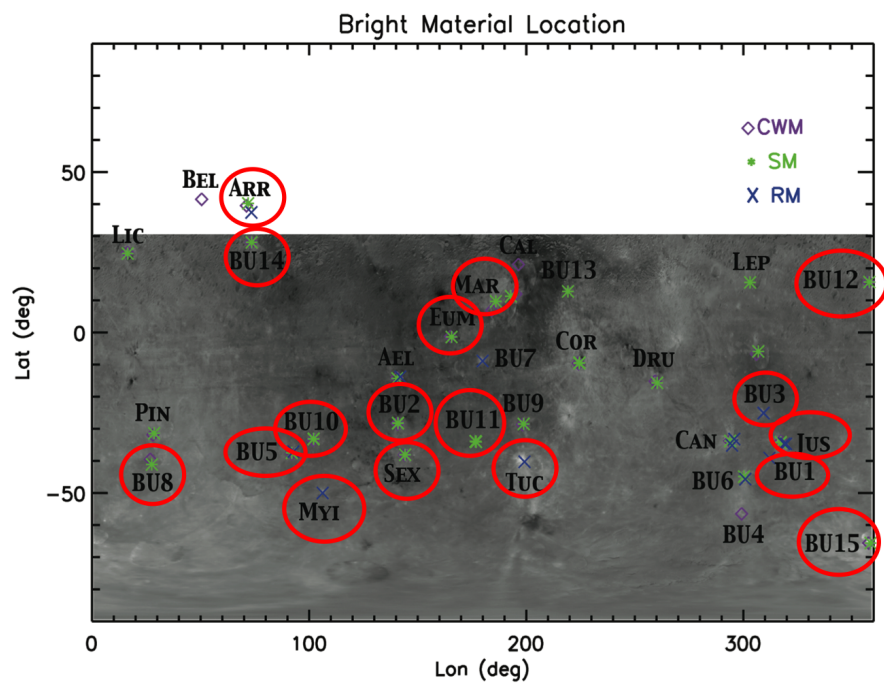 Bright Material Location
CWM
SM
RM
BEL
ARR
LIC
BU14
CAL
MAR
BU13
LEP
BU12
EUM
AEL
BU7
COR
DRU
BU3
PIN
BU10
BU2
BU11
BU9
CAN
JUS
BU5
BU8
SEX
TUC
BU6
BU1
MYI
BU4
BU15
50
0
-50
Lat (deg)
0 100 200 300
Lon (deg)